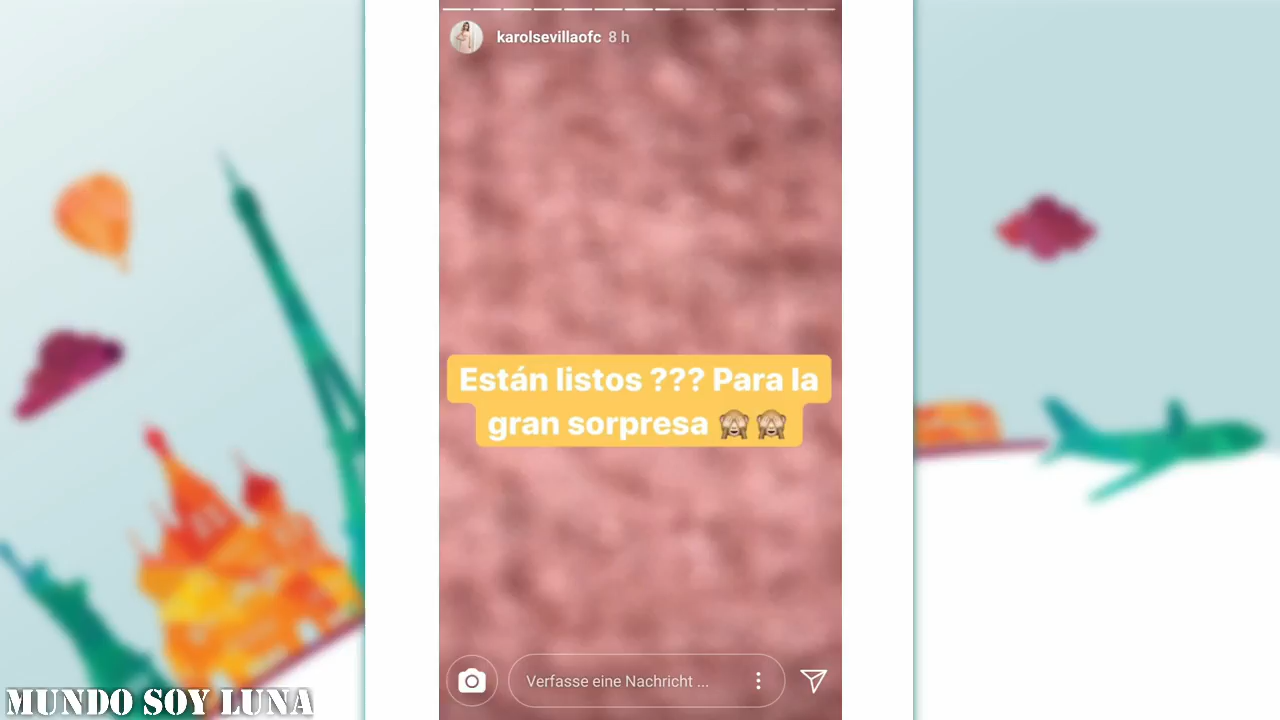 karolsevillaofc 8 h
Están listos ??? Para la
gran sorpresa 🙈🙈
Verfasse eine Nachricht ...
MUNDO SOY LUNA